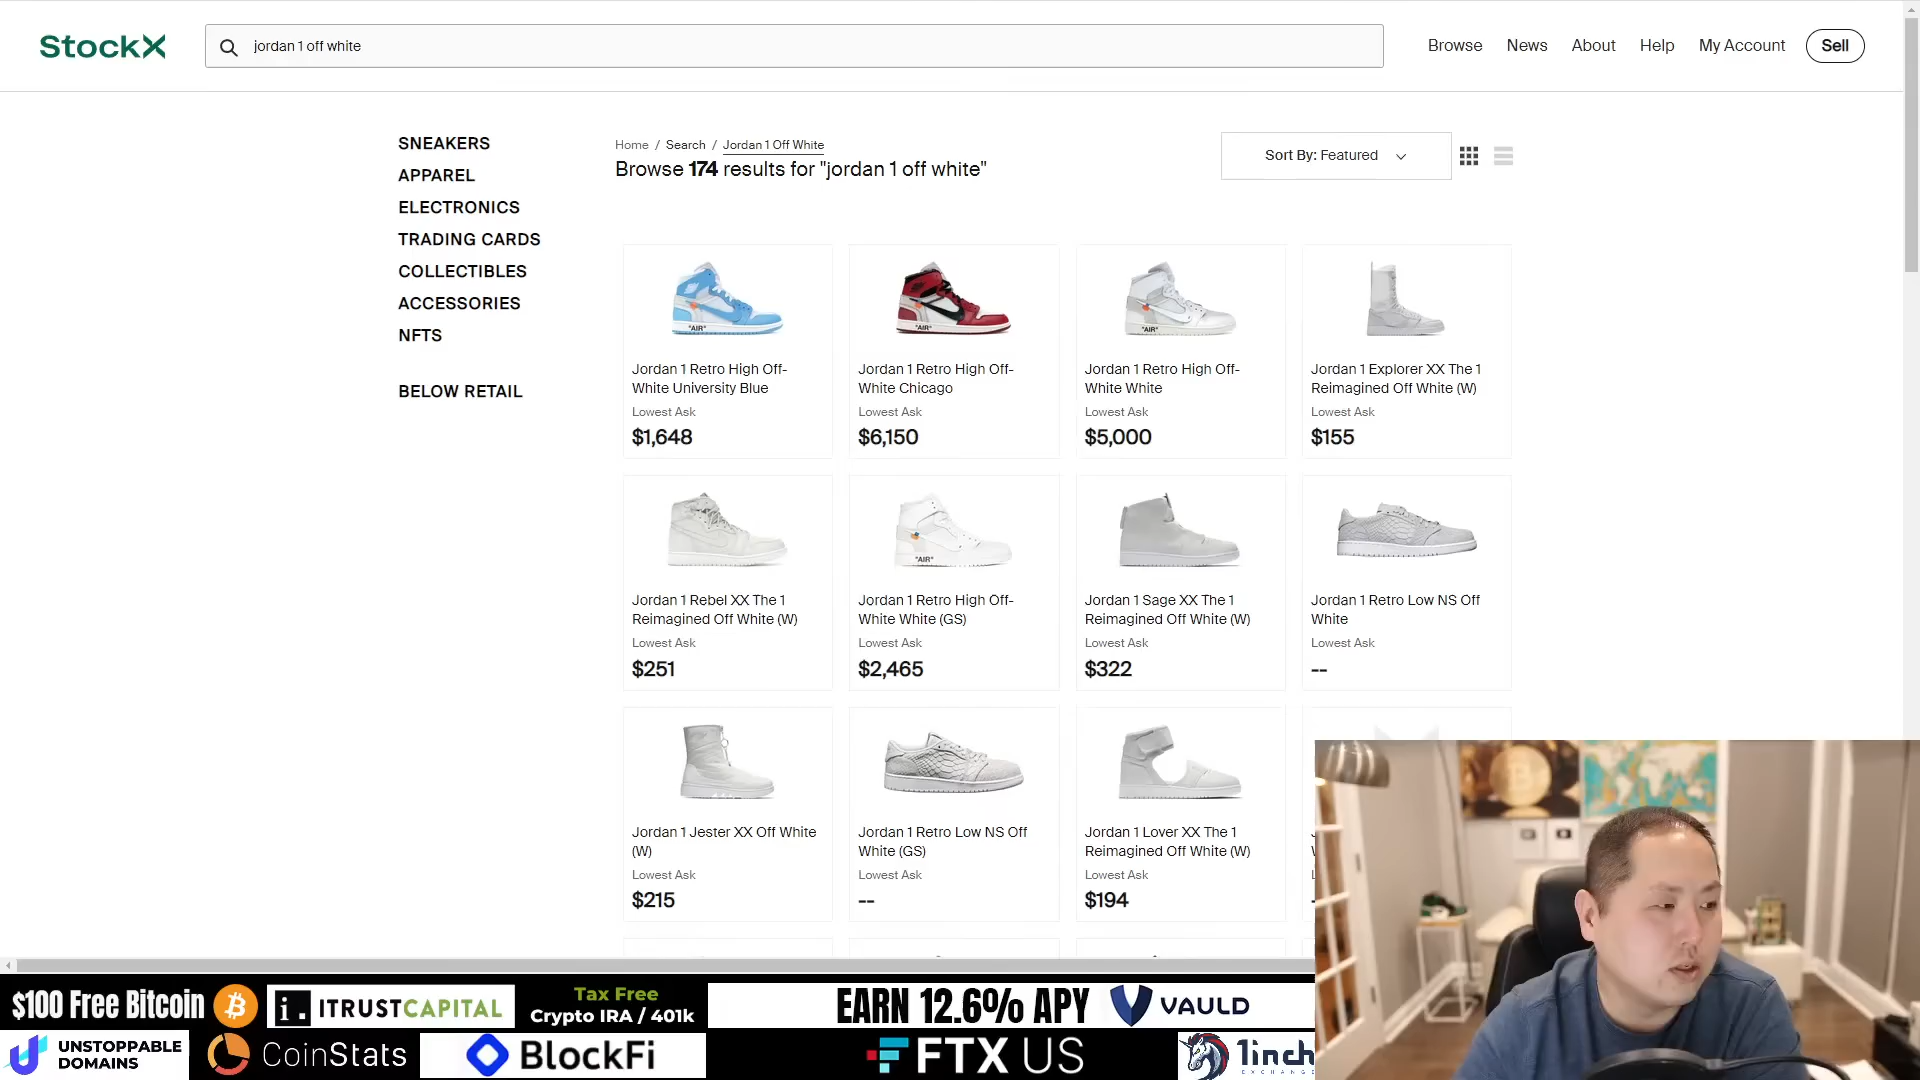 StockX
jordan 1 off white
Browse
News
About
Help
My Account
Sell
SNEAKERS
APPAREL
ELECTRONICS
TRADING CARDS
COLLECTIBLES
ACCESSORIES
NFTS
BELOW RETAIL
Home / Search / Jordan 1 Off White
Browse 174 results for "jordan 1 off white"
Sort By: Featured
"AIR"
Jordan 1 Retro High Off-
White University Blue
Lowest Ask
$1,648
"AIR"
Jordan 1 Retro High Off-
White Chicago
Lowest Ask
$6,150
"AIR"
Jordan 1 Retro High Off-
White White
Lowest Ask
$5,000
Jordan 1 Explorer XX The 1
Reimagined Off White (W)
Lowest Ask
$155
Jordan 1 Rebel XX The 1
Reimagined Off White (W)
Lowest Ask
$251
"AIR"
Jordan 1 Retro High Off-
White White (GS)
Lowest Ask
$2,465
Jordan 1 Sage XX The 1
Reimagined Off White (W)
Lowest Ask
$322
Jordan 1 Retro Low NS Off
White
Lowest Ask
--
Jordan 1 Jester XX Off White
(W)
Lowest Ask
$215
Jordan 1 Retro Low NS Off
White (GS)
Lowest Ask
--
Jordan 1 Lover XX The 1
Reimagined Off White (W)
Lowest Ask
$194
$100 Free Bitcoin
i. ITRUSTCAPITAL
Tax Free
Crypto IRA / 401k
EARN 12.6% APY
VAULD
UNSTOPPABLE
DOMAINS
CoinStats
BlockFi
FTX US
1inch
EXCHANGE